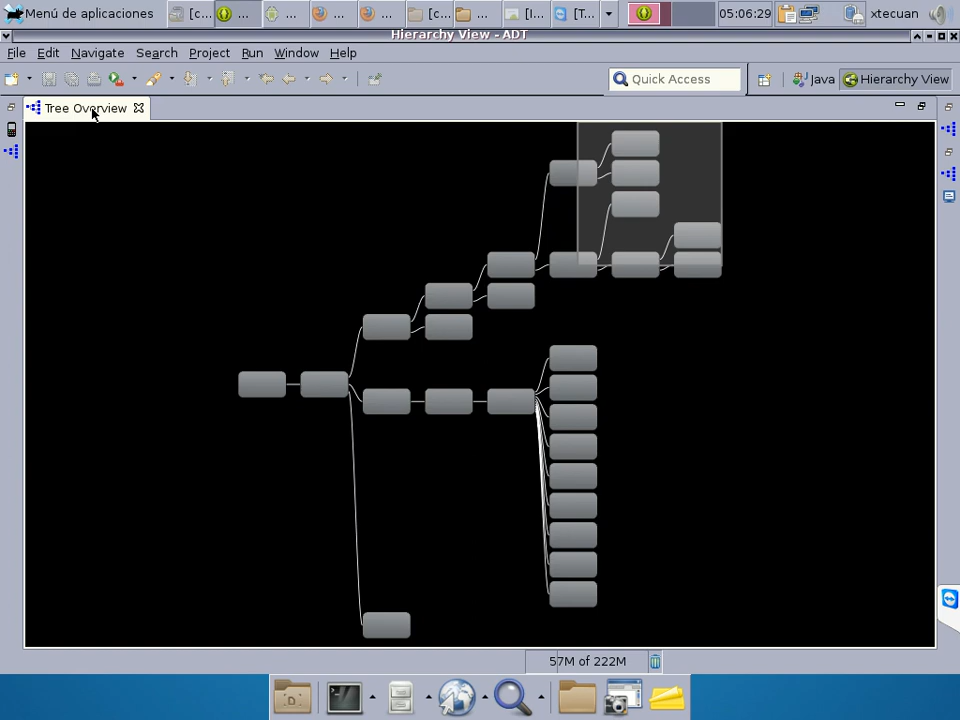 Menú de aplicaciones [c... ... ... ... ... [c... ... [I... [T... 05:06:29 xtecuan
Hierarchy View - ADT
File Edit Navigate Search Project Run Window Help
Quick Access Java Hierarchy View
Tree Overview
57M of 222M
D